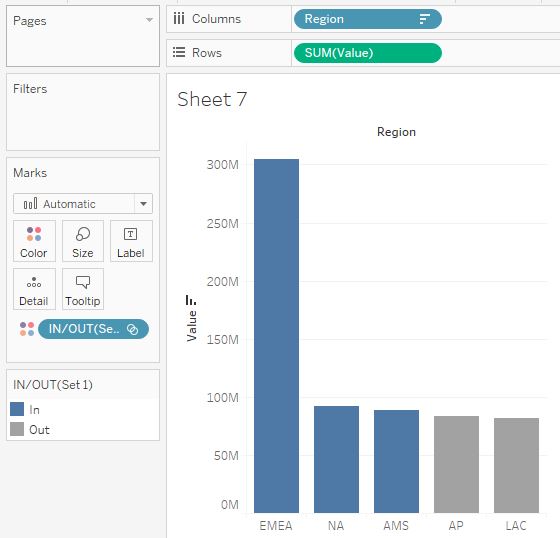 Pages
Columns
Region
Rows
SUM(Value)
Filters
Marks
Automatic
Color
Size
Label
Detail
Tooltip
IN/OUT(Se..
IN/OUT(Set 1)
In
Out
Sheet 7
Region
Value
300M
250M
200M
150M
100M
50M
0M
EMEA
NA
AMS
AP
LAC